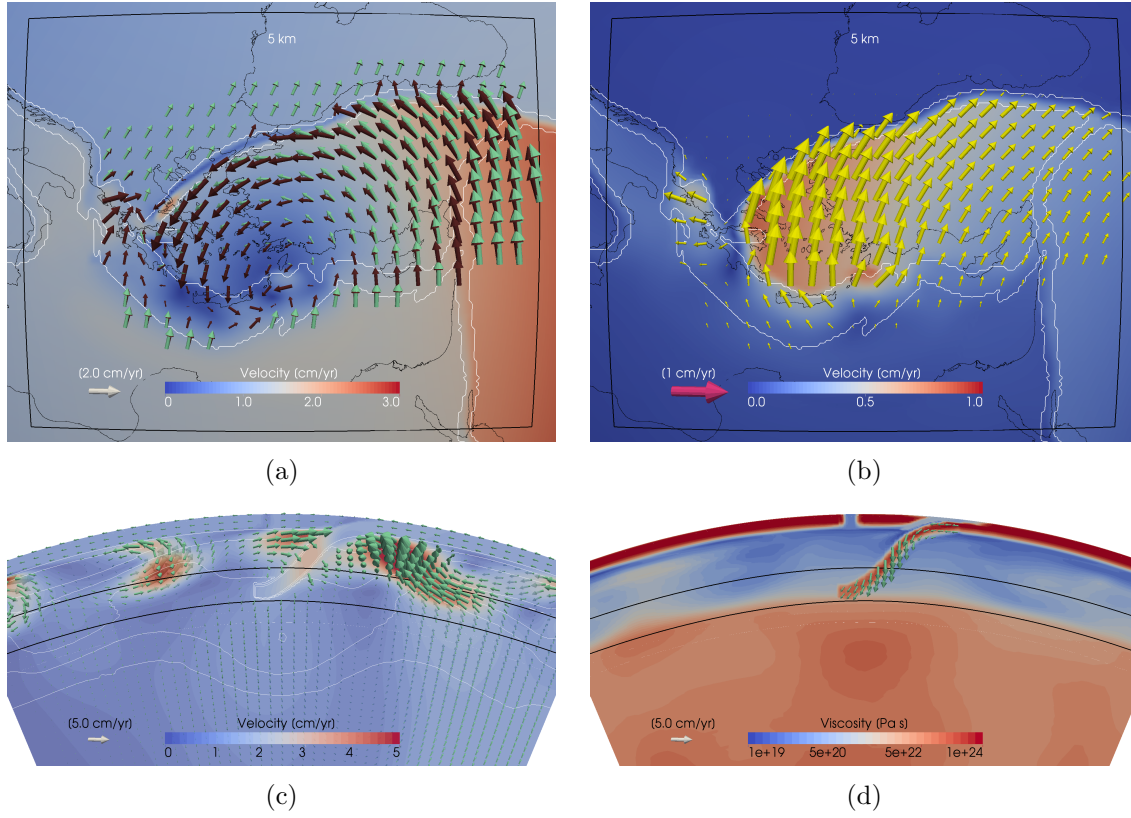 5 km
(2.0 cm/yr)
Velocity (cm/yr)
0 1.0 2.0 3.0
(a)
5 km
(1 cm/yr)
Velocity (cm/yr)
0.0 0.5 1.0
(b)
(5.0 cm/yr)
Velocity (cm/yr)
0 1 2 3 4 5
(c)
(5.0 cm/yr)
Viscosity (Pa s)
1e+19 5e+20 5e+22 1e+24
(d)